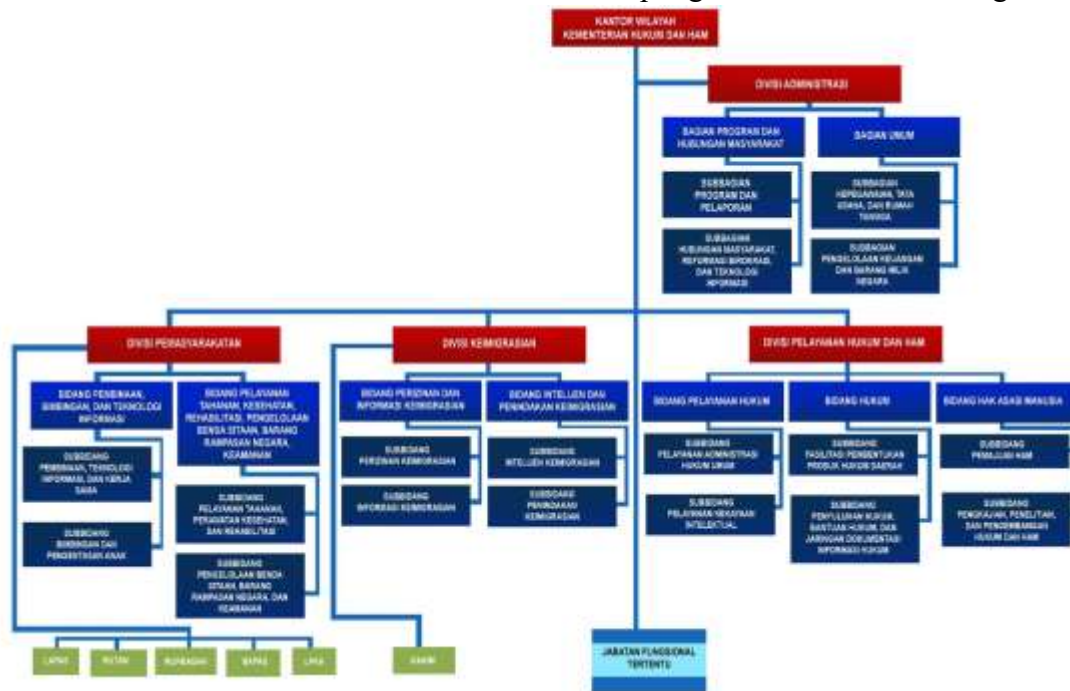 KANTOR WILAYAH
KEMENTERIAN HUKUM DAN HAM
DIVISI ADMINISTRASI
BAGIAN PROGRAM DAN
HUBUNGAN MASYARAKAT
BAGIAN UMUM
SUBBAGIAN
PROGRAM DAN
PELAPORAN
SUBBAGIAN
KEPEGAWAIAN, TATA
USAHA, DAN RUMAH
TANGGA
SUBBAGIAN
HUBUNGAN MASYARAKAT,
REFORMASI BIROKRASI,
DAN TEKNOLOGI
INFORMASI
SUBBAGIAN
PENGELOLAAN KEUANGAN
DAN BARANG MILIK
NEGARA
DIVISI PEMASYARAKATAN
DIVISI KEIMIGRASIAN
DIVISI PELAYANAN HUKUM DAN HAM
BIDANG PEMBINAAN,
BIMBINGAN, DAN TEKNOLOGI
INFORMASI
BIDANG PELAYANAN
TAHANAN, KESEHATAN,
REHABILITASI, PENGELOLAAN
BENDA SITAAN, BARANG
RAMPASAN NEGARA,
KEAMANAN
BIDANG PERIZINAN DAN
INFORMASI KEIMIGRASIAN
BIDANG INTELIJEN DAN
PENINDAKAN KEIMIGRASIAN
BIDANG PELAYANAN HUKUM
BIDANG HUKUM
BIDANG HAK ASASI MANUSIA
SUBBIDANG
PEMBINAAN, TEKNOLOGI
INFORMASI, DAN KERJA
SAMA
SUBBIDANG
BIMBINGAN DAN
PENGENTASAN ANAK
SUBBIDANG
PELAYANAN TAHANAN,
PERAWATAN KESEHATAN,
DAN REHABILITASI
SUBBIDANG
PENGELOLAAN BENDA
SITAAN, BARANG
RAMPASAN NEGARA, DAN
KEAMANAN
SUBBIDANG
PERIZINAN KEIMIGRASIAN
SUBBIDANG
INFORMASI KEIMIGRASIAN
SUBBIDANG
INTELIJEN KEIMIGRASIAN
SUBBIDANG
PENINDAKAN
KEIMIGRASIAN
SUBBIDANG
PELAYANAN ADMINISTRASI
HUKUM UMUM
SUBBIDANG
PELAYANAN KEKAYAAN
INTELEKTUAL
SUBBIDANG
FASILITASI PEMBENTUKAN
PRODUK HUKUM DAERAH
SUBBIDANG
PENYULUHAN HUKUM,
BANTUAN HUKUM, DAN
JARINGAN DOKUMENTASI
INFORMASI HUKUM
SUBBIDANG
PEMAJUAN HAM
SUBBIDANG
PENGKAJIAN, PENELITIAN,
DAN PENGEMBANGAN
HUKUM DAN HAM
LAPAS
RUTAN
RUPBASAN
BAPAS
LPKA
KANIM
JABATAN FUNGSIONAL
TERTENTU